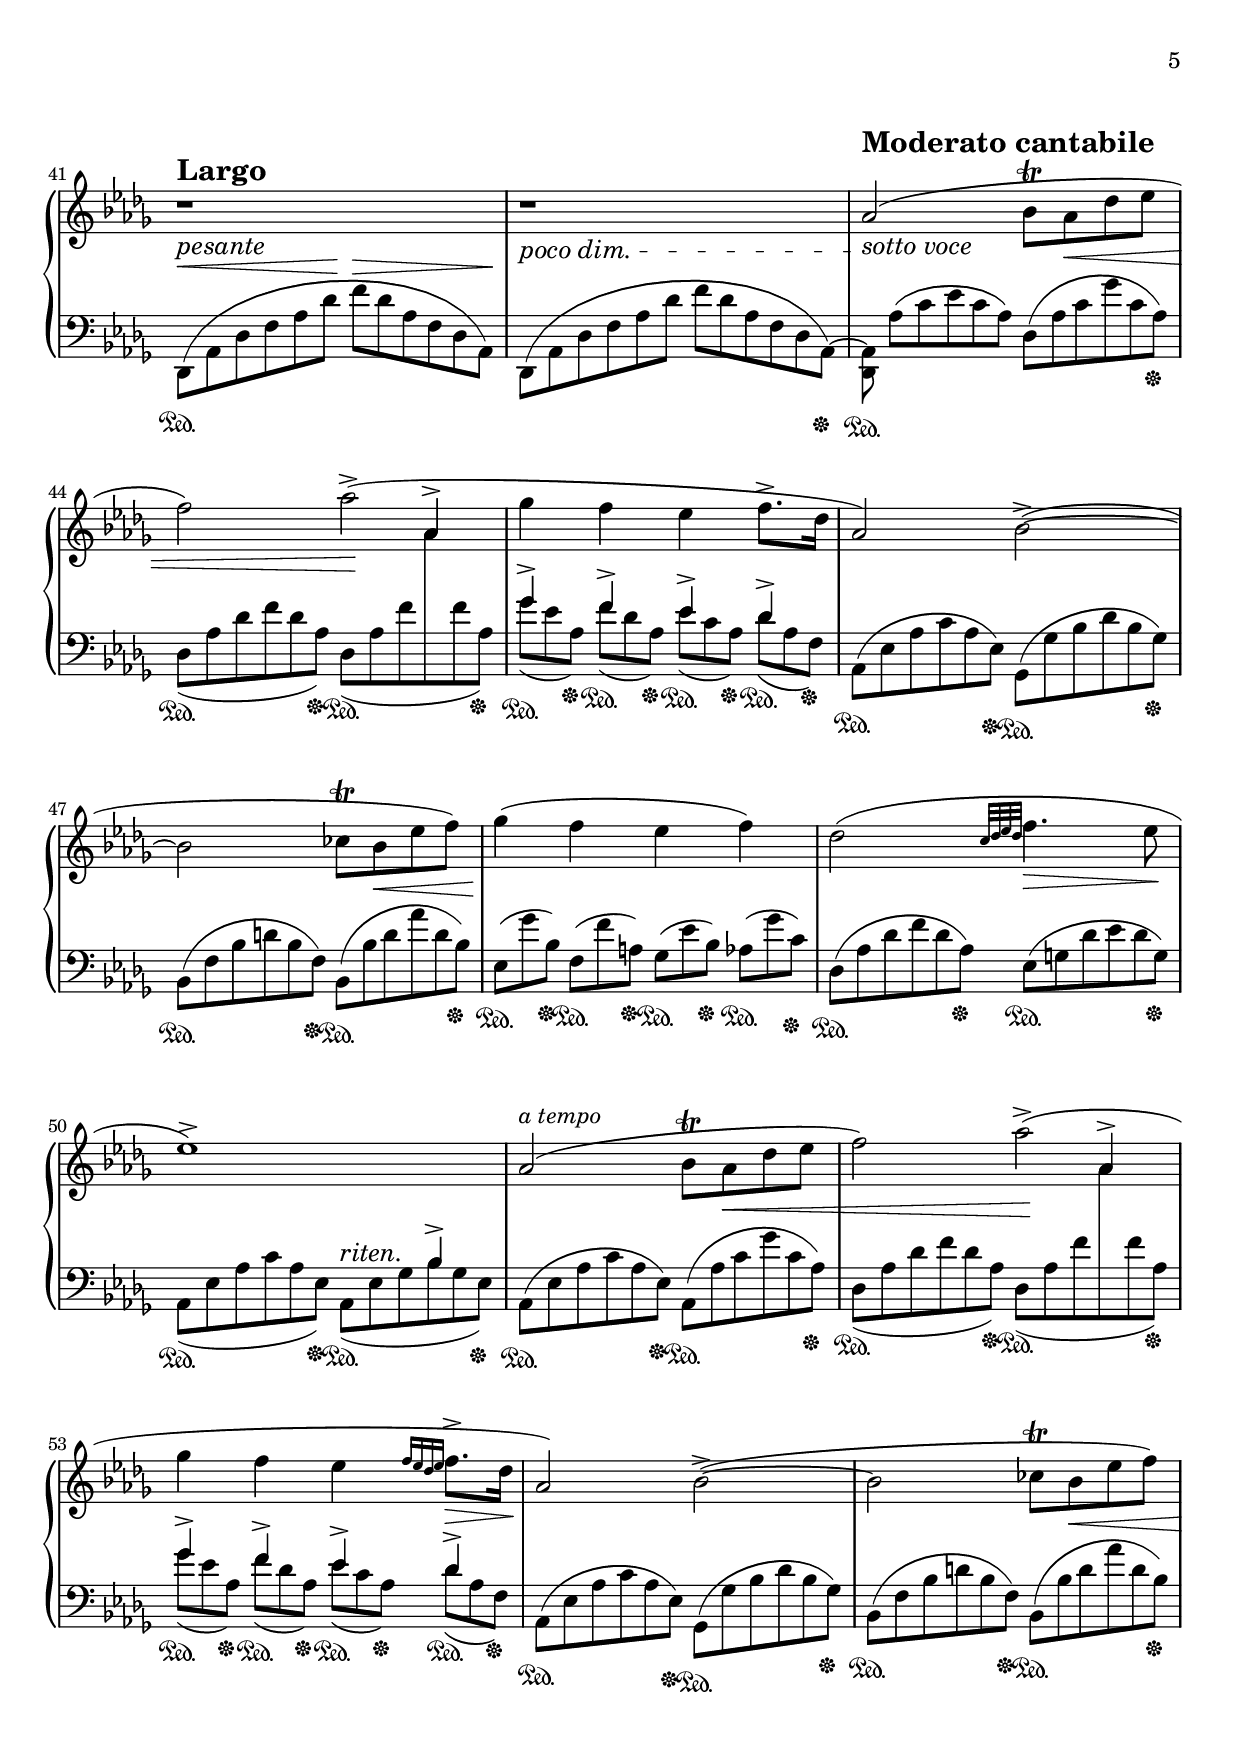 5
Moderato cantabile
Largo
41
pesante
poco dim.
sotto voce
44
47
50
a tempo
riten.
53